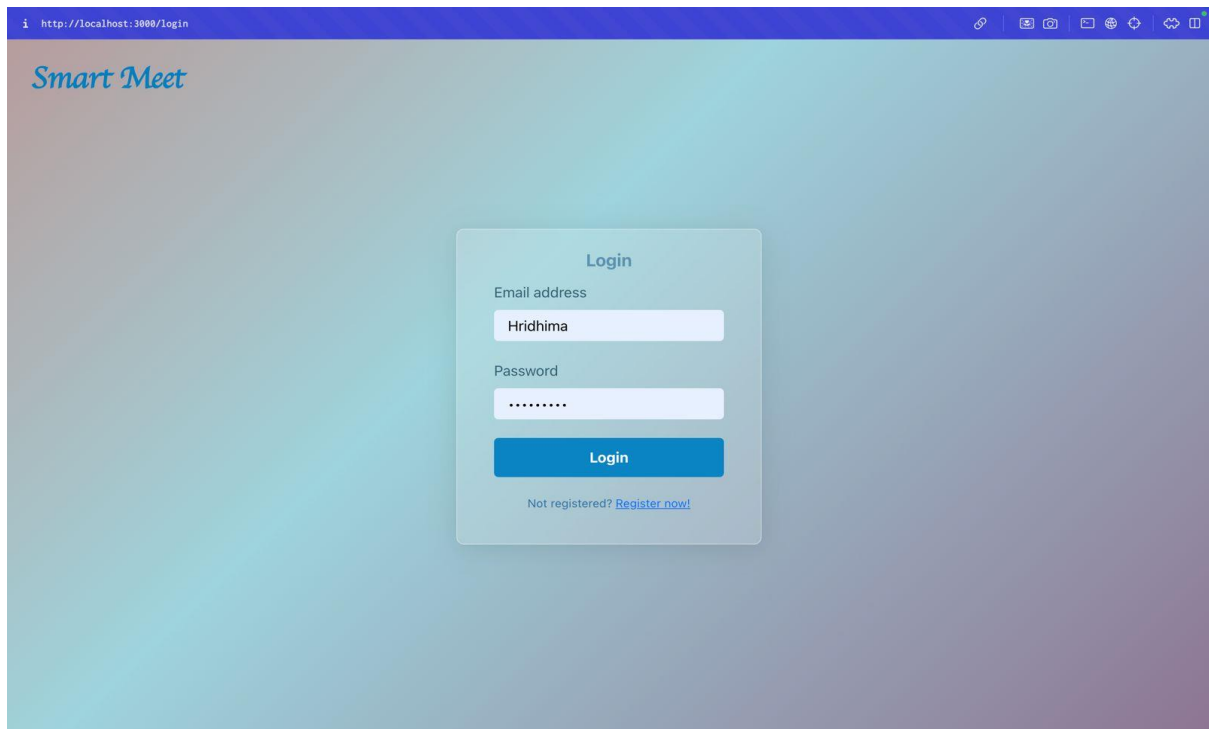 http://localhost:3000/login
Smart Meet
Login
Email address
Hridhima
Password
•••••••••
Login
Not registered? Register now!